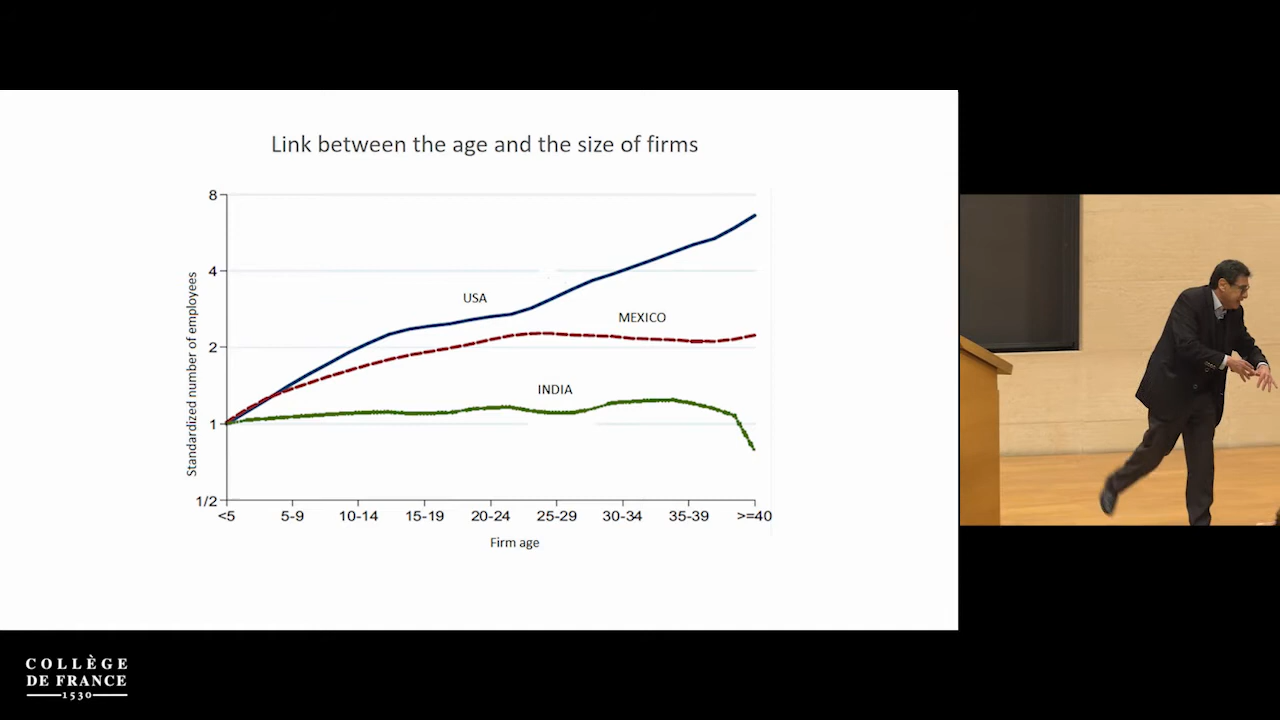 Link between the age and the size of firms
8
4
2
1
1/2
Standardized number of employees
USA
MEXICO
INDIA
<5 5-9 10-14 15-19 20-24 25-29 30-34 35-39 >=40
Firm age
COLLÈGE
DE FRANCE
1530